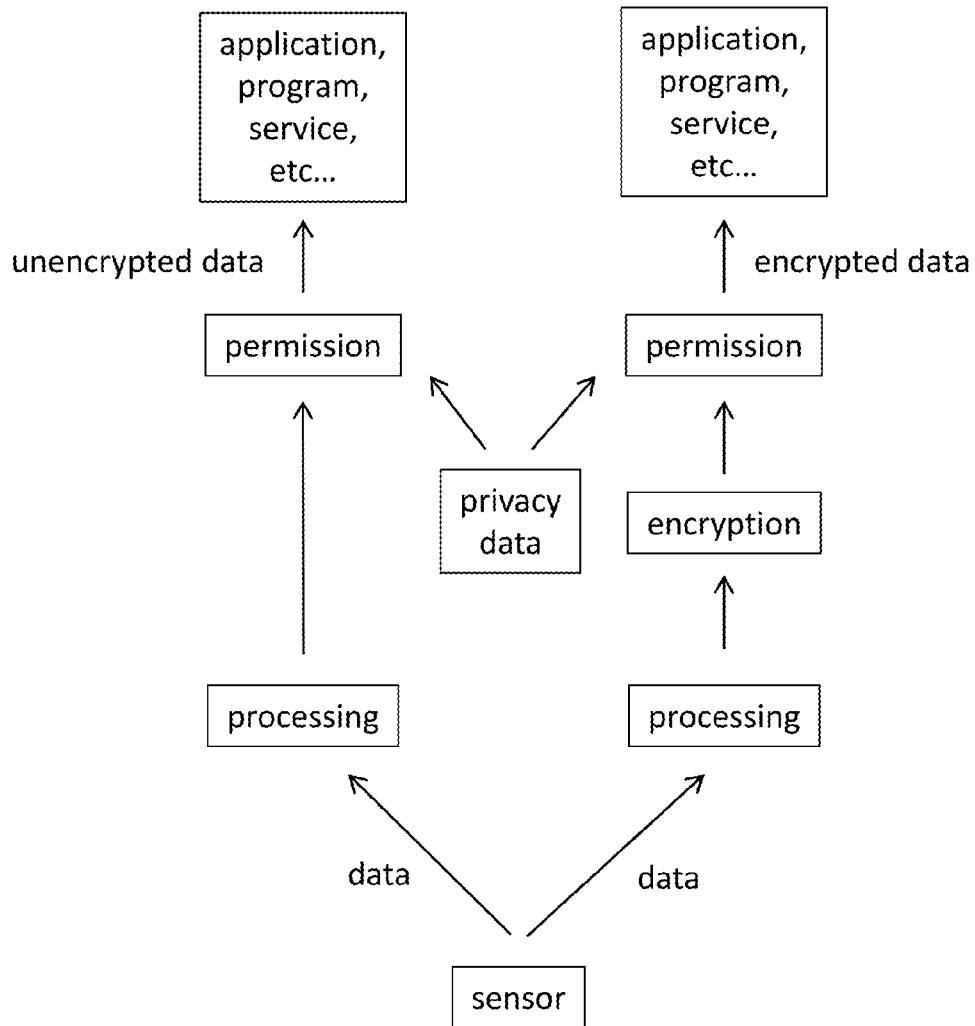 application,
program,
service,
etc...
application,
program,
service,
etc...
unencrypted data
encrypted data
permission
permission
privacy
data
encryption
processing
processing
data
data
sensor